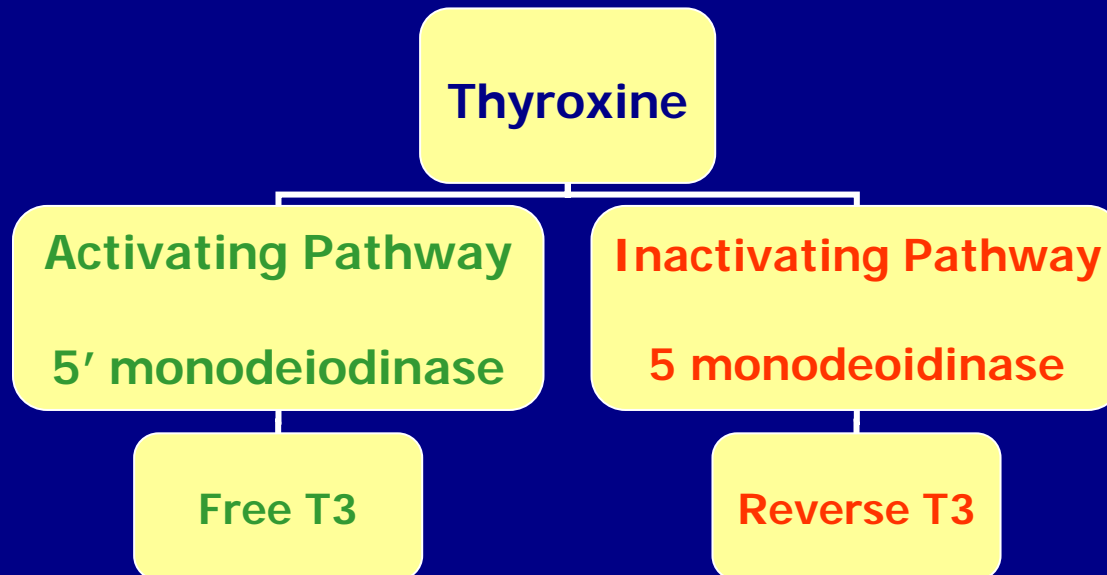 Thyroxine
Activating Pathway
5′ monodeiodinase
Inactivating Pathway
5 monodeoidinase
Free T3
Reverse T3